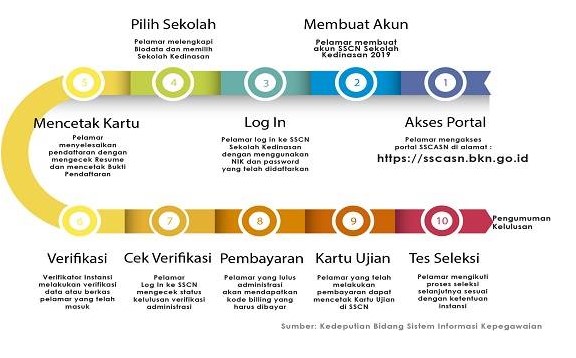 Membuat Akun
Pelamar membuat
akun SSCN Sekolah
Kedinasan 2019
Pilih Sekolah
Pelamar melengkapi
Biodata dan memilih
Sekolah Kedinasan
1
2
3
4
5
Akses Portal
Pelamar mengakses
portal SSCASN di alamat :
https://sscasn.bkn.go.id
Log In
Pelamar log in ke SSCN
Sekolah Kedinasan
dengan menggunakan
NIK dan password
yang telah didaftarkan
Mencetak Kartu
Pelamar
menyelesaikan
pendaftaran dengan
mengecek Resume
dan mencetak Bukti
Pendaftaran
6
7
8
9
10
Pengumuman
Kelulusan
Verifikasi
Verifikator Instansi
melakukan verifikasi
data atau berkas
pelamar yang telah
masuk
Cek Verifikasi
Pelamar
Log In ke SSCN
mengecek status
kelulusan verifikasi
administrasi
Pembayaran
Pelamar yang lulus
administrasi
akan mendapatkan
kode billing yang
harus dibayar
Kartu Ujian
Pelamar yang telah
melakukan
pembayaran dapat
mencetak Kartu Ujian
di SSCN
Tes Seleksi
Pelamar mengikuti
proses seleksi
selanjutnya sesuai
dengan ketentuan
instansi
Sumber: Kedeputian Bidang Sistem Informasi Kepegawaian